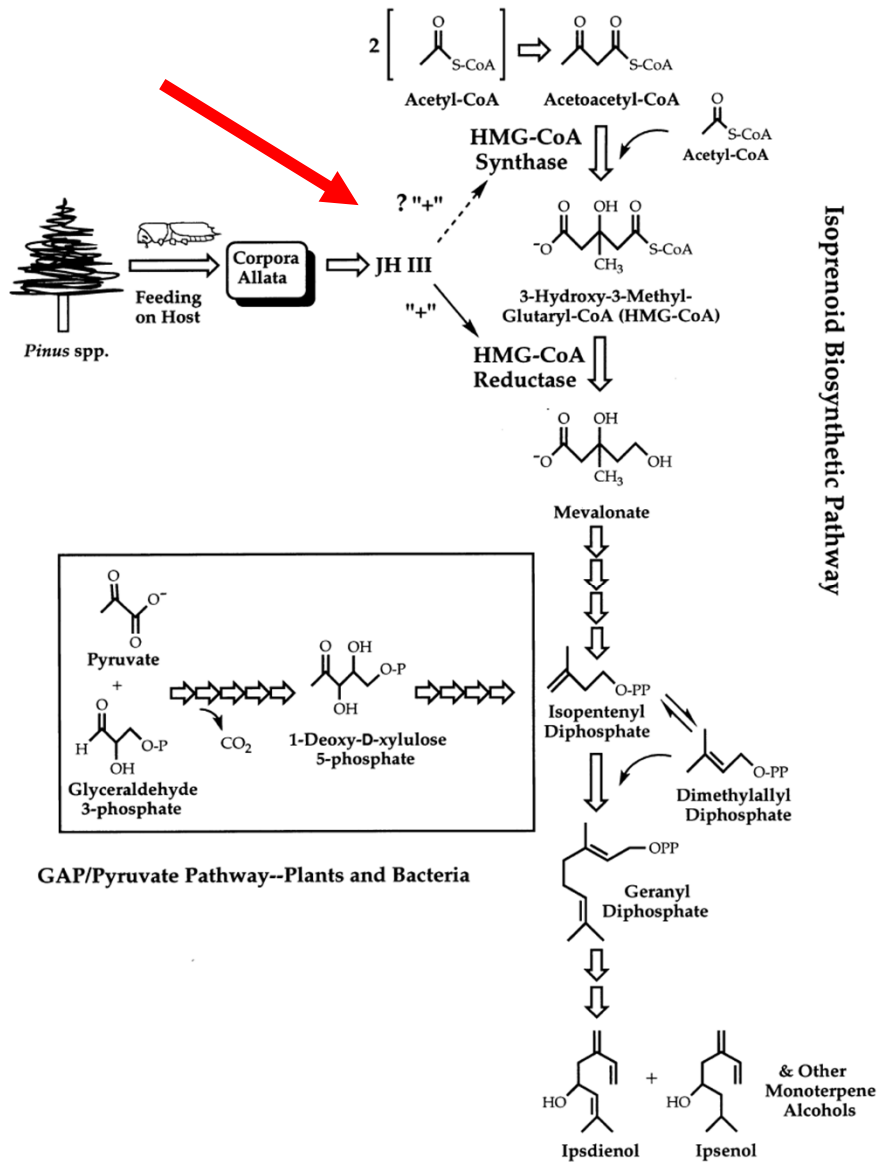 2
O
S-CoA
Acetyl-CoA
O O
S-CoA
Acetoacetyl-CoA
HMG-CoA
Synthase
O
S-CoA
Acetyl-CoA
? "+"
O OH O
-O S-CoA
CH3
3-Hydroxy-3-Methyl-
Glutaryl-CoA (HMG-CoA)
Corpora
Allata
JH III
Feeding
on Host
Pinus spp.
"+"
HMG-CoA
Reductase
O OH
-O OH
CH3
Mevalonate
Isoprenoid Biosynthetic Pathway
O
O-
O
Pyruvate
+
O
H O-P
OH
Glyceraldehyde
3-phosphate
CO2
O OH
O-P
OH
1-Deoxy-D-xylulose
5-phosphate
GAP/Pyruvate Pathway--Plants and Bacteria
O-PP
Isopentenyl
Diphosphate
O-PP
Dimethylallyl
Diphosphate
OPP
Geranyl
Diphosphate
HO
Ipsdienol
+
HO
Ipsenol
& Other
Monoterpene
Alcohols